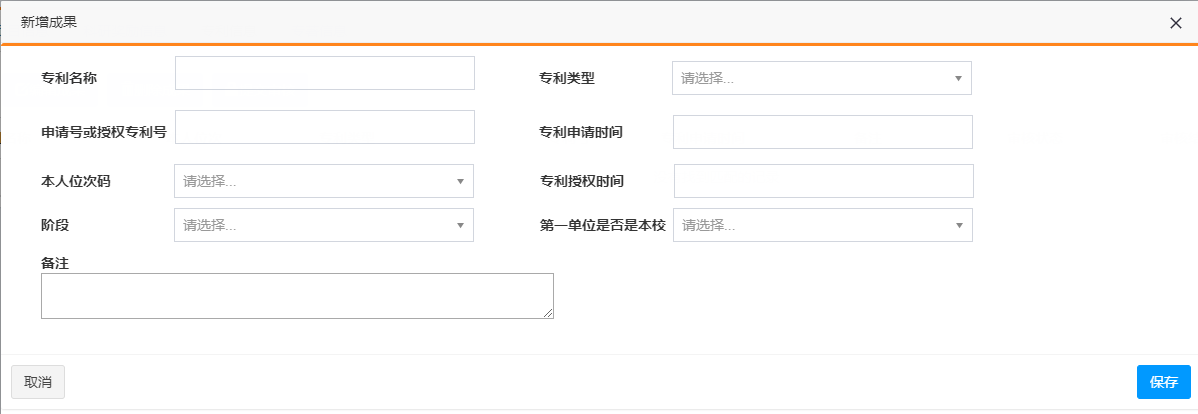 新增成果
专利名称
专利类型 请选择...
申请号或授权专利号
专利申请时间
本人位次码 请选择...
专利授权时间
阶段 请选择...
第一单位是否是本校 请选择...
备注
取消
保存